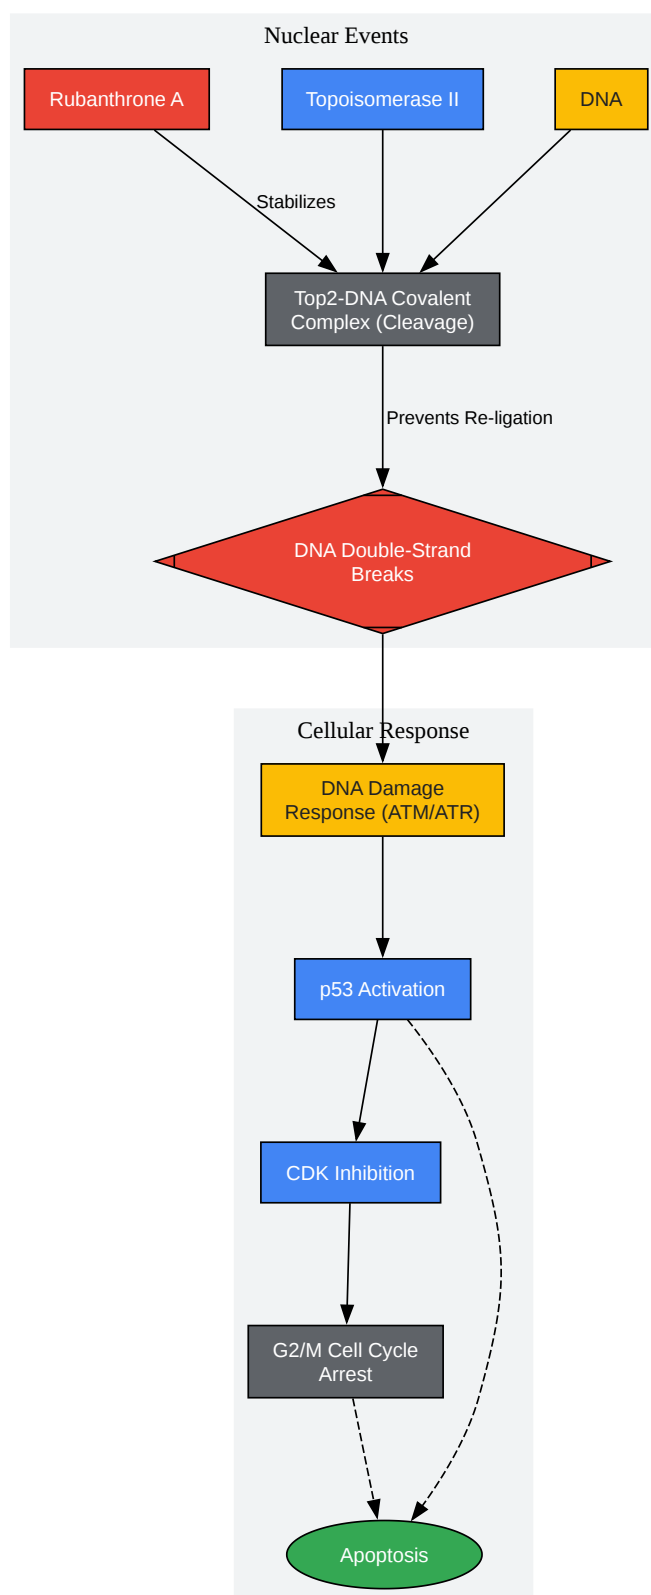 Nuclear Events
Rubanthrone A
Topoisomerase II
DNA
Stabilizes
Top2-DNA Covalent
Complex (Cleavage)
Prevents Re-ligation
DNA Double-Strand
Breaks
Cellular Response
DNA Damage
Response (ATM/ATR)
p53 Activation
CDK Inhibition
G2/M Cell Cycle
Arrest
Apoptosis